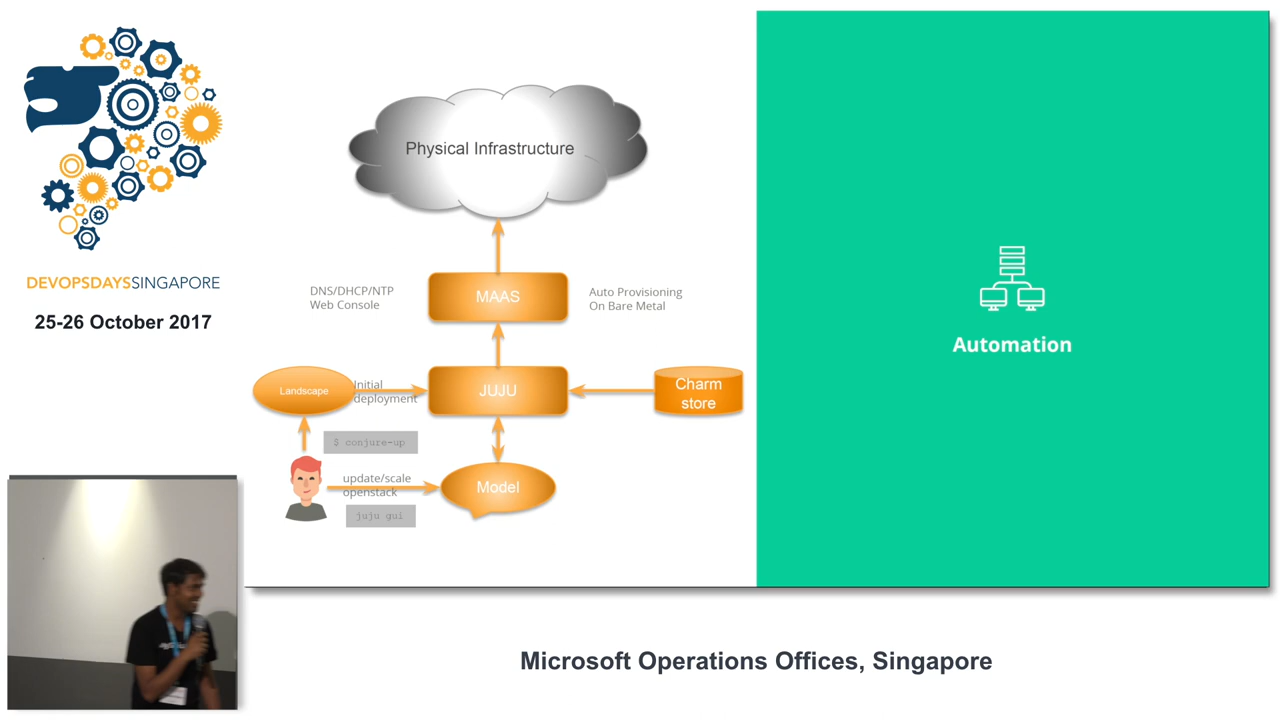 DEVOPSDAYSSINGAPORE
25-26 October 2017
Physical Infrastructure
DNS/DHCP/NTP
Web Console
MAAS
Auto Provisioning
On Bare Metal
Landscape
Initial
deployment
JUJU
Charm
store
$ conjure-up
update/scale
openstack
Model
juju gui
Automation
Microsoft Operations Offices, Singapore